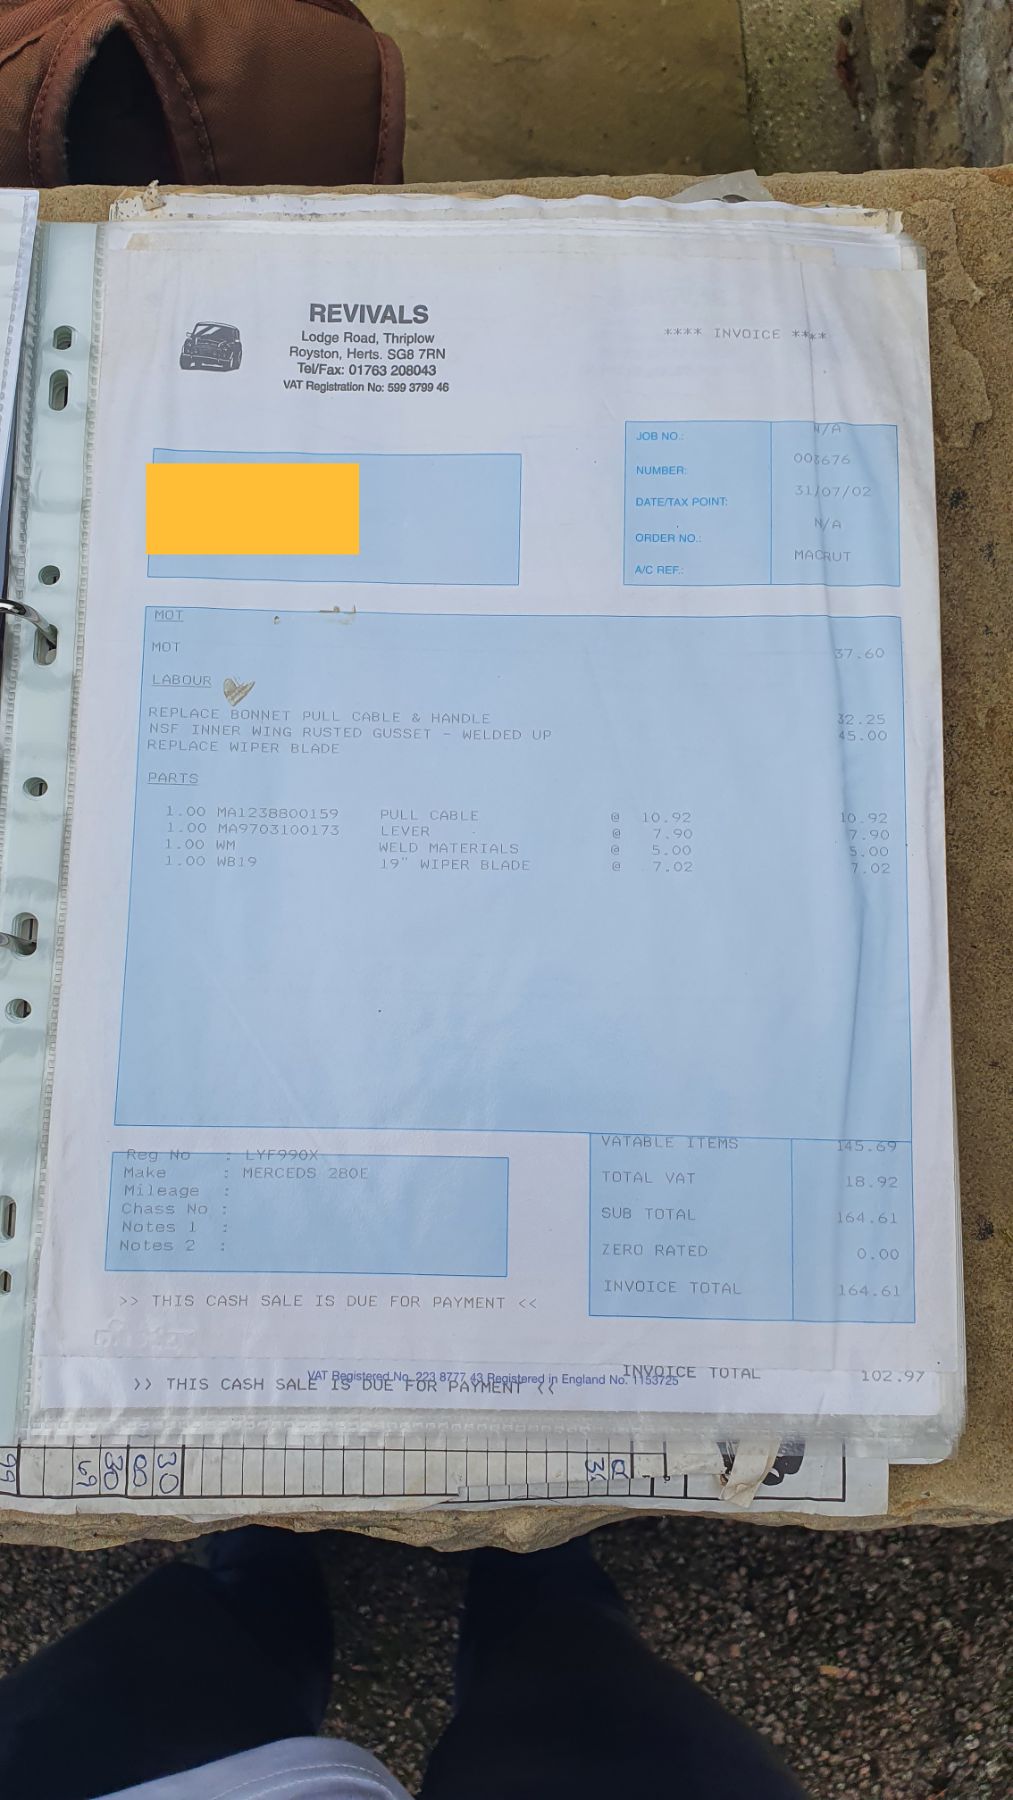 REVIVALS
Lodge Road, Thriplow
Royston, Herts. SG8 7RN
Tel/Fax: 01763 208043
VAT Registration No: 599 3799 46
**** INVOICE ****
JOB NO.: N/A
NUMBER: 003676
DATE/TAX POINT: 31/07/02
ORDER NO.: N/A
A/C REF.: MACRUT
MOT
MOT 37.60
LABOUR
REPLACE BONNET PULL CABLE & HANDLE 32.25
NSF INNER WING RUSTED GUSSET - WELDED UP 45.00
REPLACE WIPER BLADE
PARTS
1.00 MA1238800159 PULL CABLE @ 10.92 10.92
1.00 MA9703100173 LEVER @ 7.90 7.90
1.00 WM WELD MATERIALS @ 5.00 5.00
1.00 WB19 19" WIPER BLADE @ 7.02 7.02
Reg No : LYF990X
Make : MERCEDS 280E
Mileage :
Chass No :
Notes 1 :
Notes 2 :
VATABLE ITEMS 145.69
TOTAL VAT 18.92
SUB TOTAL 164.61
ZERO RATED 0.00
INVOICE TOTAL 164.61
>> THIS CASH SALE IS DUE FOR PAYMENT <<
INVOICE TOTAL 102.97
VAT Registered No. 223 8777 43 Registered in England No. 1153725
>> THIS CASH SALE IS DUE FOR PAYMENT <<